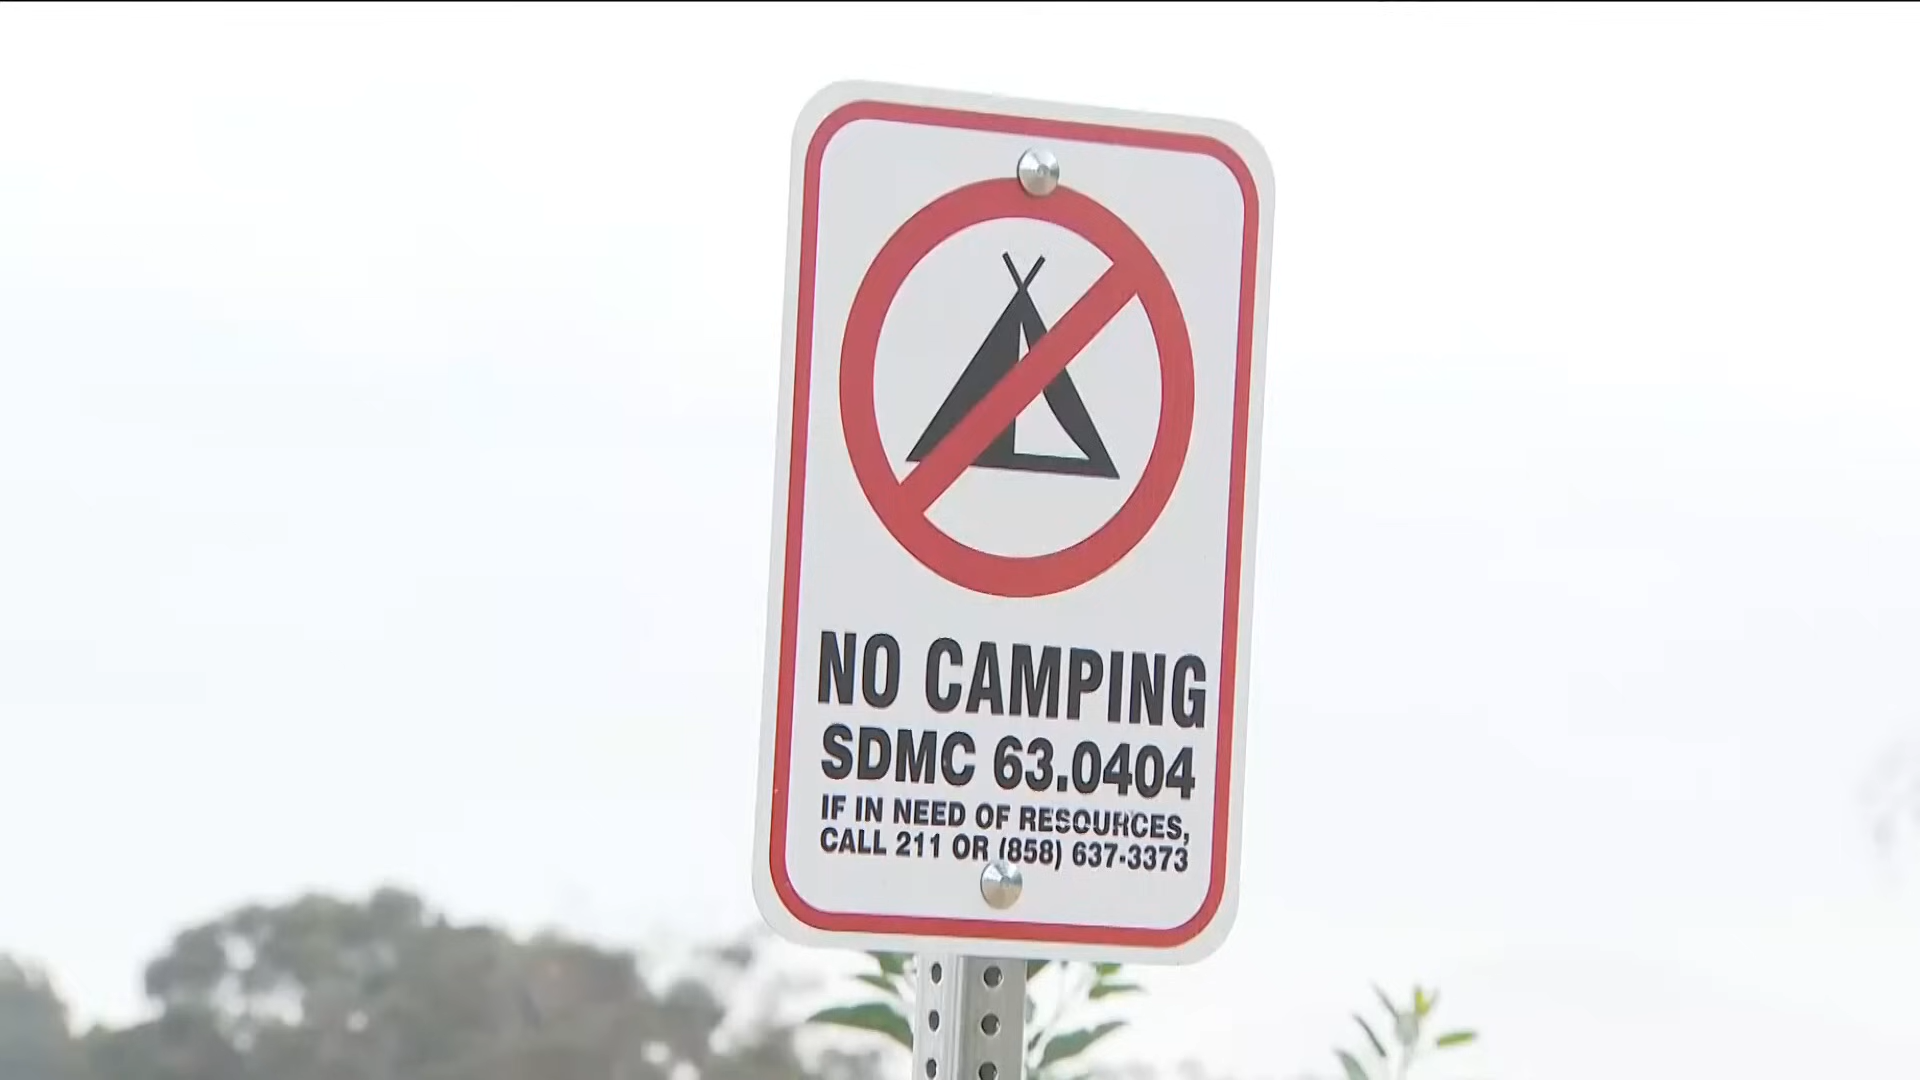 NO CAMPING
SDMC 63.0404
IF IN NEED OF RESOURCES,
CALL 211 OR (858) 637-3373